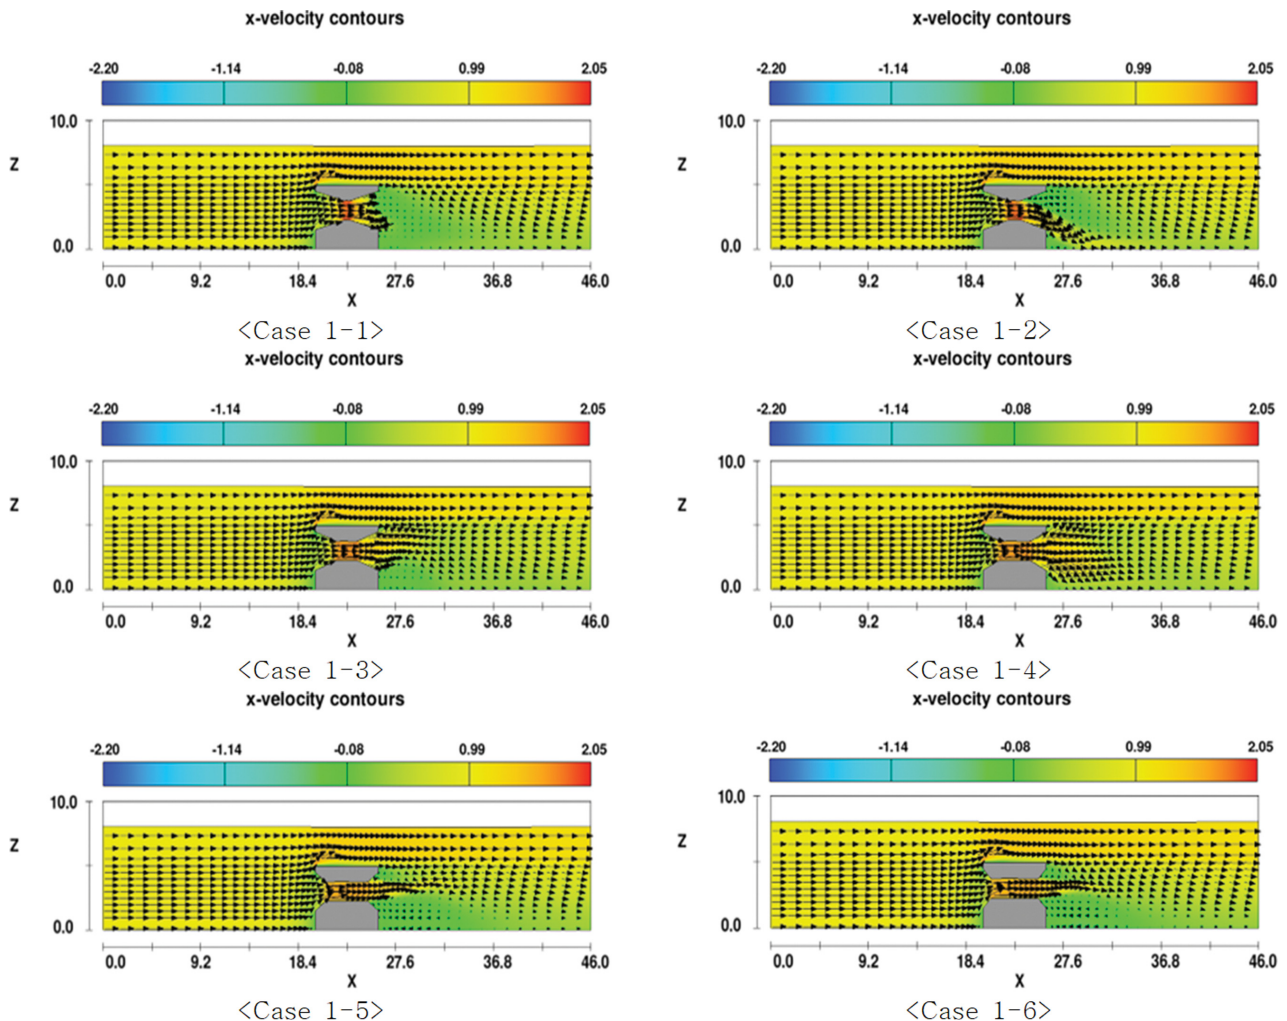 x-velocity contours x-velocity contours
-2.20 -1.14 -0.08 0.99 2.05 -2.20 -1.14 -0.08 0.99 2.05
10.0 10.0
Z Z
0.0 0.0
0.0 9.2 18.4 27.6 36.8 46.0 0.0 9.2 18.4 27.6 36.8 46.0
X X
<Case 1-1> <Case 1-2>
x-velocity contours x-velocity contours
-2.20 -1.14 -0.08 0.99 2.05 -2.20 -1.14 -0.08 0.99 2.05
10.0 10.0
Z Z
0.0 0.0
0.0 9.2 18.4 27.6 36.8 46.0 0.0 9.2 18.4 27.6 36.8 46.0
X X
<Case 1-3> <Case 1-4>
x-velocity contours x-velocity contours
-2.20 -1.14 -0.08 0.99 2.05 -2.20 -1.14 -0.08 0.99 2.05
10.0 10.0
Z Z
0.0 0.0
0.0 9.2 18.4 27.6 36.8 46.0 0.0 9.2 18.4 27.6 36.8 46.0
X X
<Case 1-5> <Case 1-6>